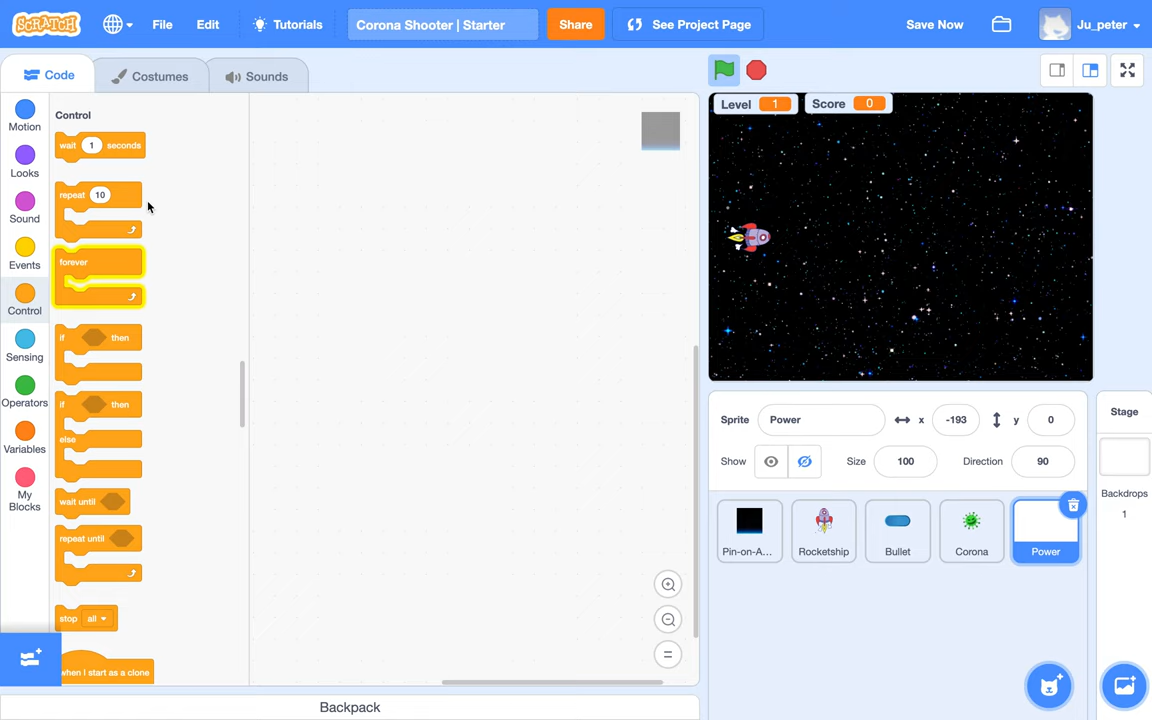 SCRATCH File Edit Tutorials Corona Shooter | Starter Share See Project Page Save Now Ju_peter
Code Costumes Sounds
Motion
Looks
Sound
Events
Control
Sensing
Operators
Variables
My
Blocks
Control
wait 1 seconds
repeat 10
forever
if then
if then
else
wait until
repeat until
stop all
when I start as a clone
Backpack
Level 1 Score 0
Sprite Power x -193 y 0
Show Size 100 Direction 90
Pin-on-A... Rocketship Bullet Corona Power
Stage
Backdrops
1